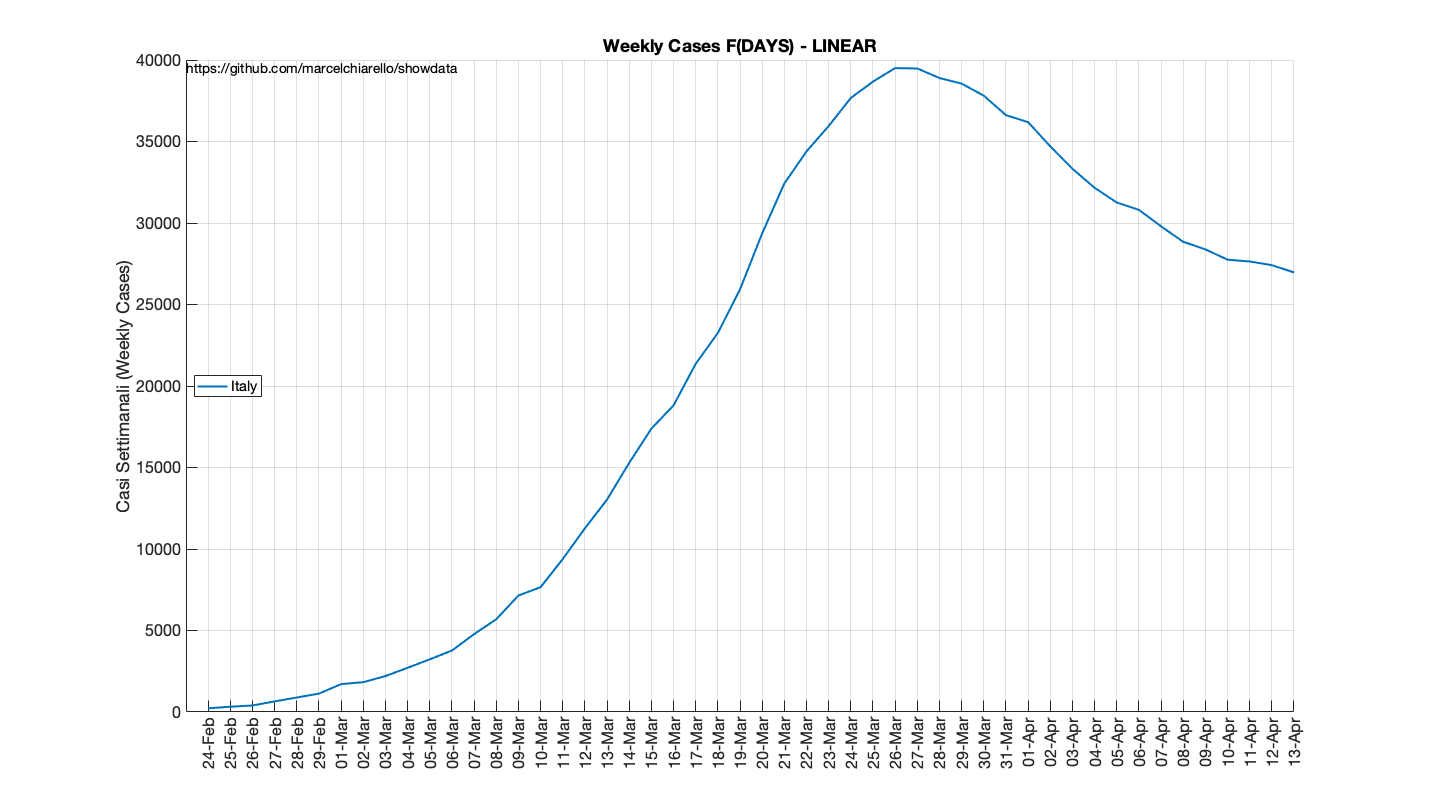 Weekly Cases F(DAYS) - LINEAR
https://github.com/marcelchiarello/showdata
40000
35000
30000
25000
20000
15000
10000
5000
0
Casi Settimanali (Weekly Cases)
Italy
24-Feb
25-Feb
26-Feb
27-Feb
28-Feb
29-Feb
01-Mar
02-Mar
03-Mar
04-Mar
05-Mar
06-Mar
07-Mar
08-Mar
09-Mar
10-Mar
11-Mar
12-Mar
13-Mar
14-Mar
15-Mar
16-Mar
17-Mar
18-Mar
19-Mar
20-Mar
21-Mar
22-Mar
23-Mar
24-Mar
25-Mar
26-Mar
27-Mar
28-Mar
29-Mar
30-Mar
31-Mar
01-Apr
02-Apr
03-Apr
04-Apr
05-Apr
06-Apr
07-Apr
08-Apr
09-Apr
10-Apr
11-Apr
12-Apr
13-Apr